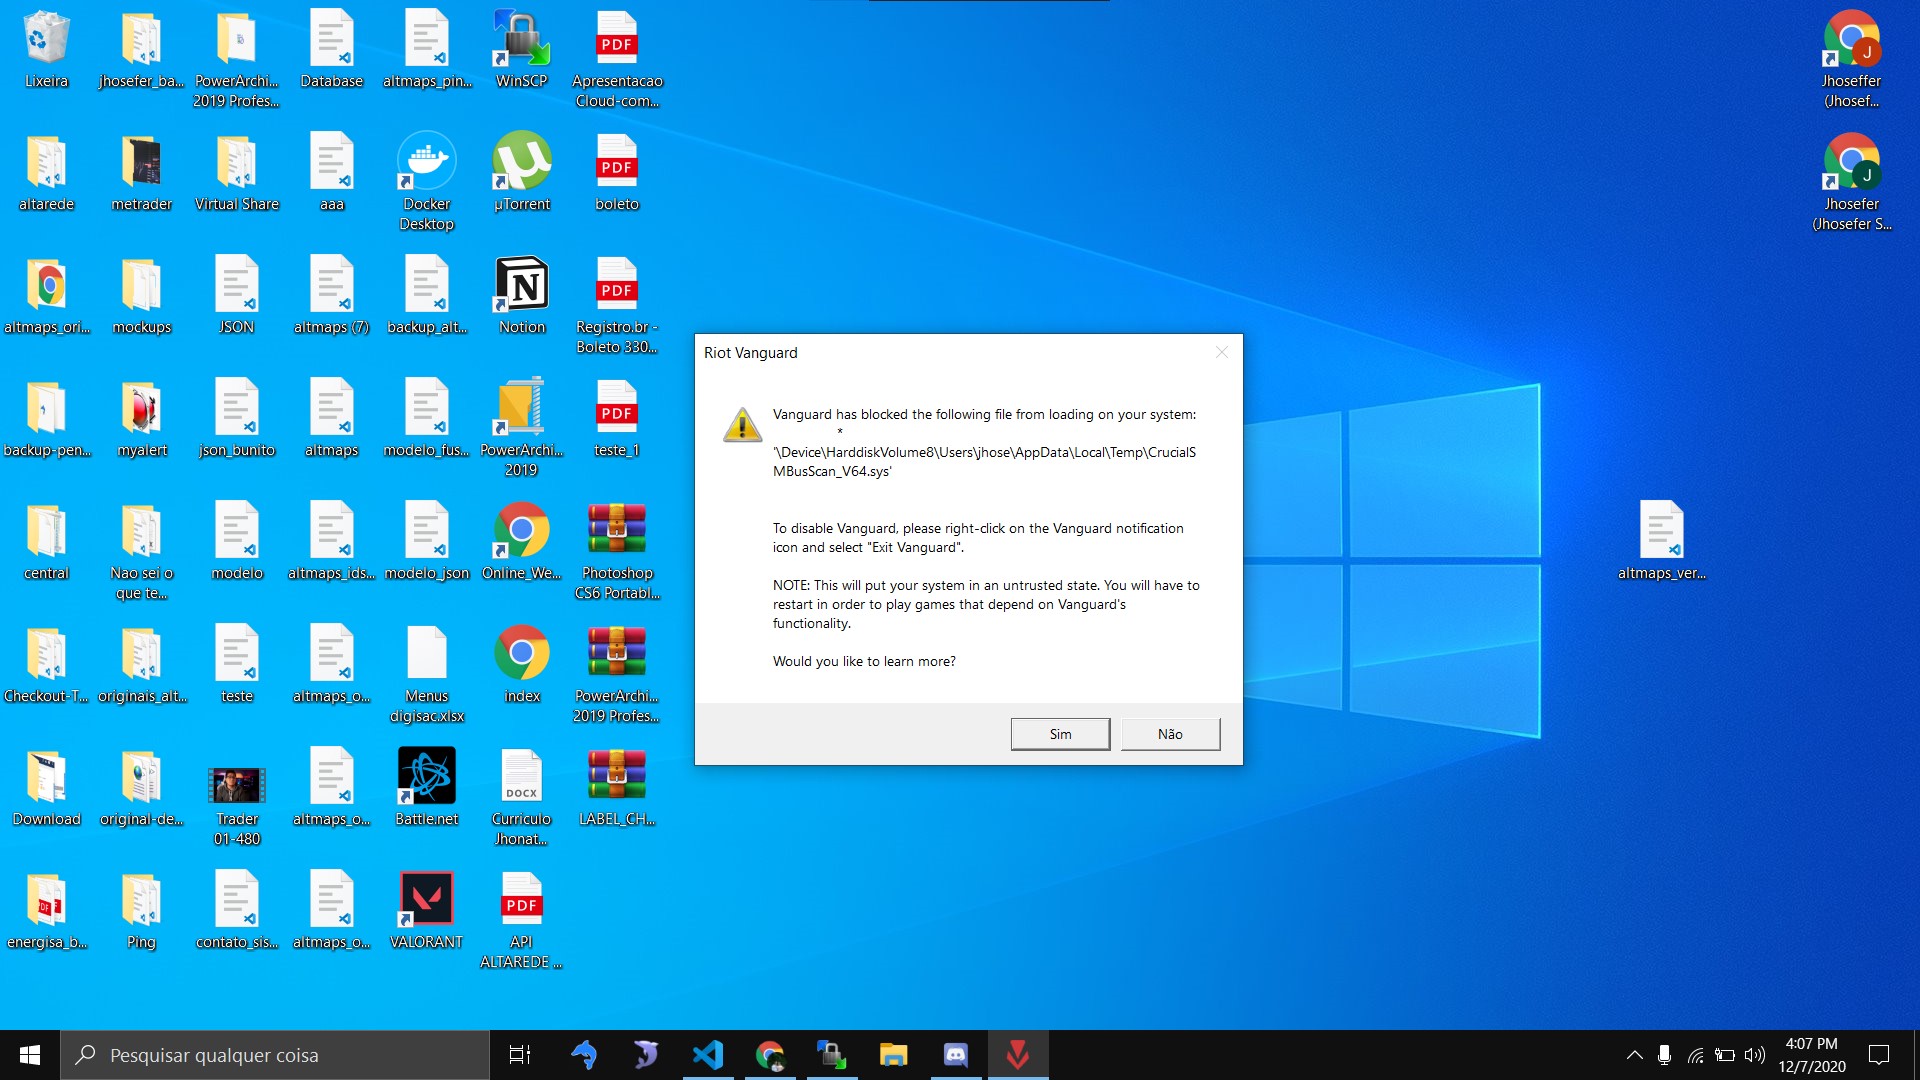 Lixeira
jhosefer_ba...
PowerArchi...
2019 Profes...
Database
altmaps_pin...
WinSCP
PDF
Apresentacao
Cloud-com...
J
Jhoseffer
(Jhosef...
altarede
metrader
Virtual Share
aaa
Docker
Desktop
µTorrent
PDF
boleto
J
Jhosefer
(Jhosefer S...
altmaps_ori...
mockups
JSON
altmaps (7)
backup_alt...
Notion
PDF
Registro.br -
Boleto 330...
backup-pen...
myalert
json_bunito
altmaps
modelo_fus...
PowerArchi...
2019
PDF
teste_1
central
Nao sei o
que te...
modelo
altmaps_ids...
modelo_json
Online_We...
Photoshop
CS6 Portabl...
altmaps_ver...
Checkout-T...
originais_alt...
teste
altmaps_o...
Menus
digisac.xlsx
index
PowerArchi...
2019 Profes...
Download
original-de...
Trader
01-480
altmaps_o...
Battle.net
DOCX
Curriculo
Jhonat...
LABEL_CH...
PDF
energisa_b...
Ping
contato_sis...
altmaps_o...
VALORANT
PDF
API
ALTAREDE ...
Riot Vanguard
Vanguard has blocked the following file from loading on your system:
*
'\Device\HarddiskVolume8\Users\jhose\AppData\Local\Temp\CrucialS
MBusScan_V64.sys'
To disable Vanguard, please right-click on the Vanguard notification
icon and select "Exit Vanguard".
NOTE: This will put your system in an untrusted state. You will have to
restart in order to play games that depend on Vanguard's
functionality.
Would you like to learn more?
Sim
Não
Pesquisar qualquer coisa
4:07 PM
12/7/2020